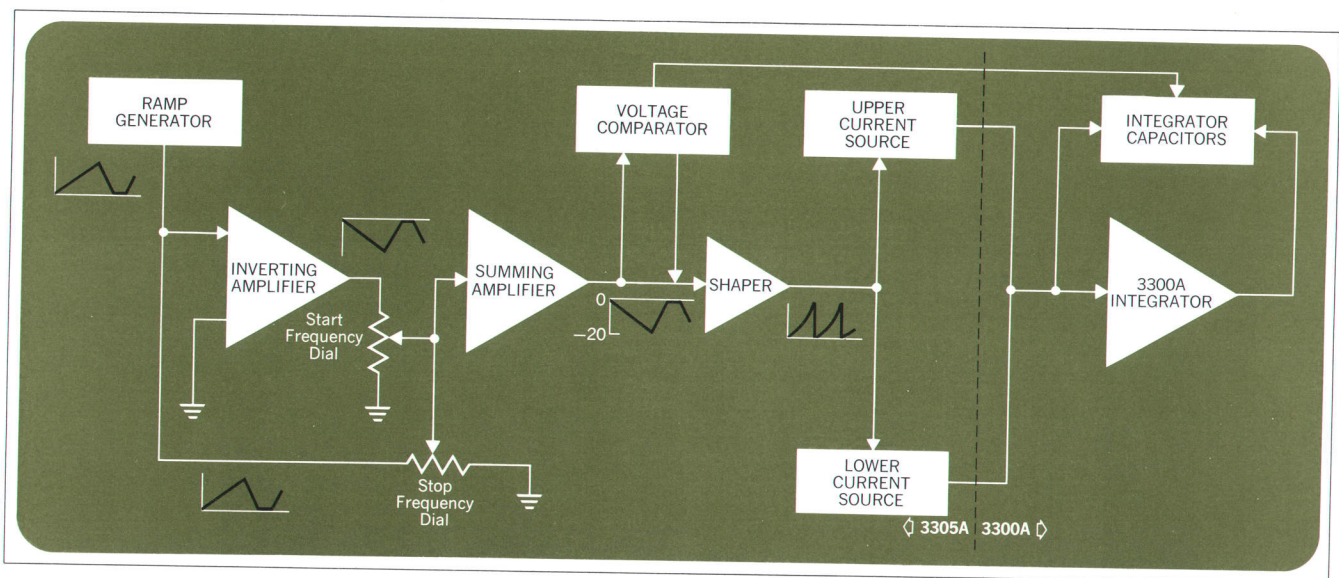 RAMP
GENERATOR
VOLTAGE
COMPARATOR
UPPER
CURRENT
SOURCE
INTEGRATOR
CAPACITORS
INVERTING
AMPLIFIER
SUMMING
AMPLIFIER
SHAPER
3300A
INTEGRATOR
0
−20
Start
Frequency
Dial
Stop
Frequency
Dial
LOWER
CURRENT
SOURCE
3305A 3300A